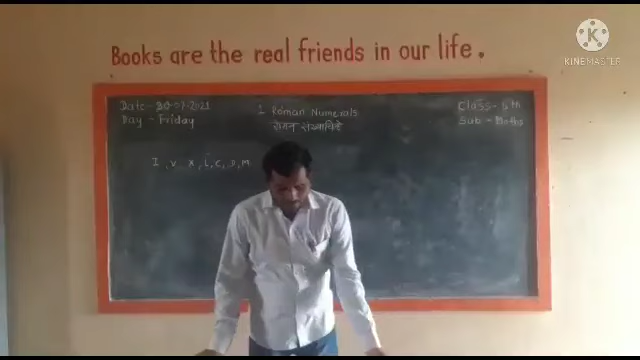 Books are the real friends in our life.
KINEMASTER
Date - 30-07-2021
Day - Friday
1 Roman Numerals
रोमन संख्याचिन्हे
Class - 5th
Sub - Maths
I, V, X, L, C, D, M